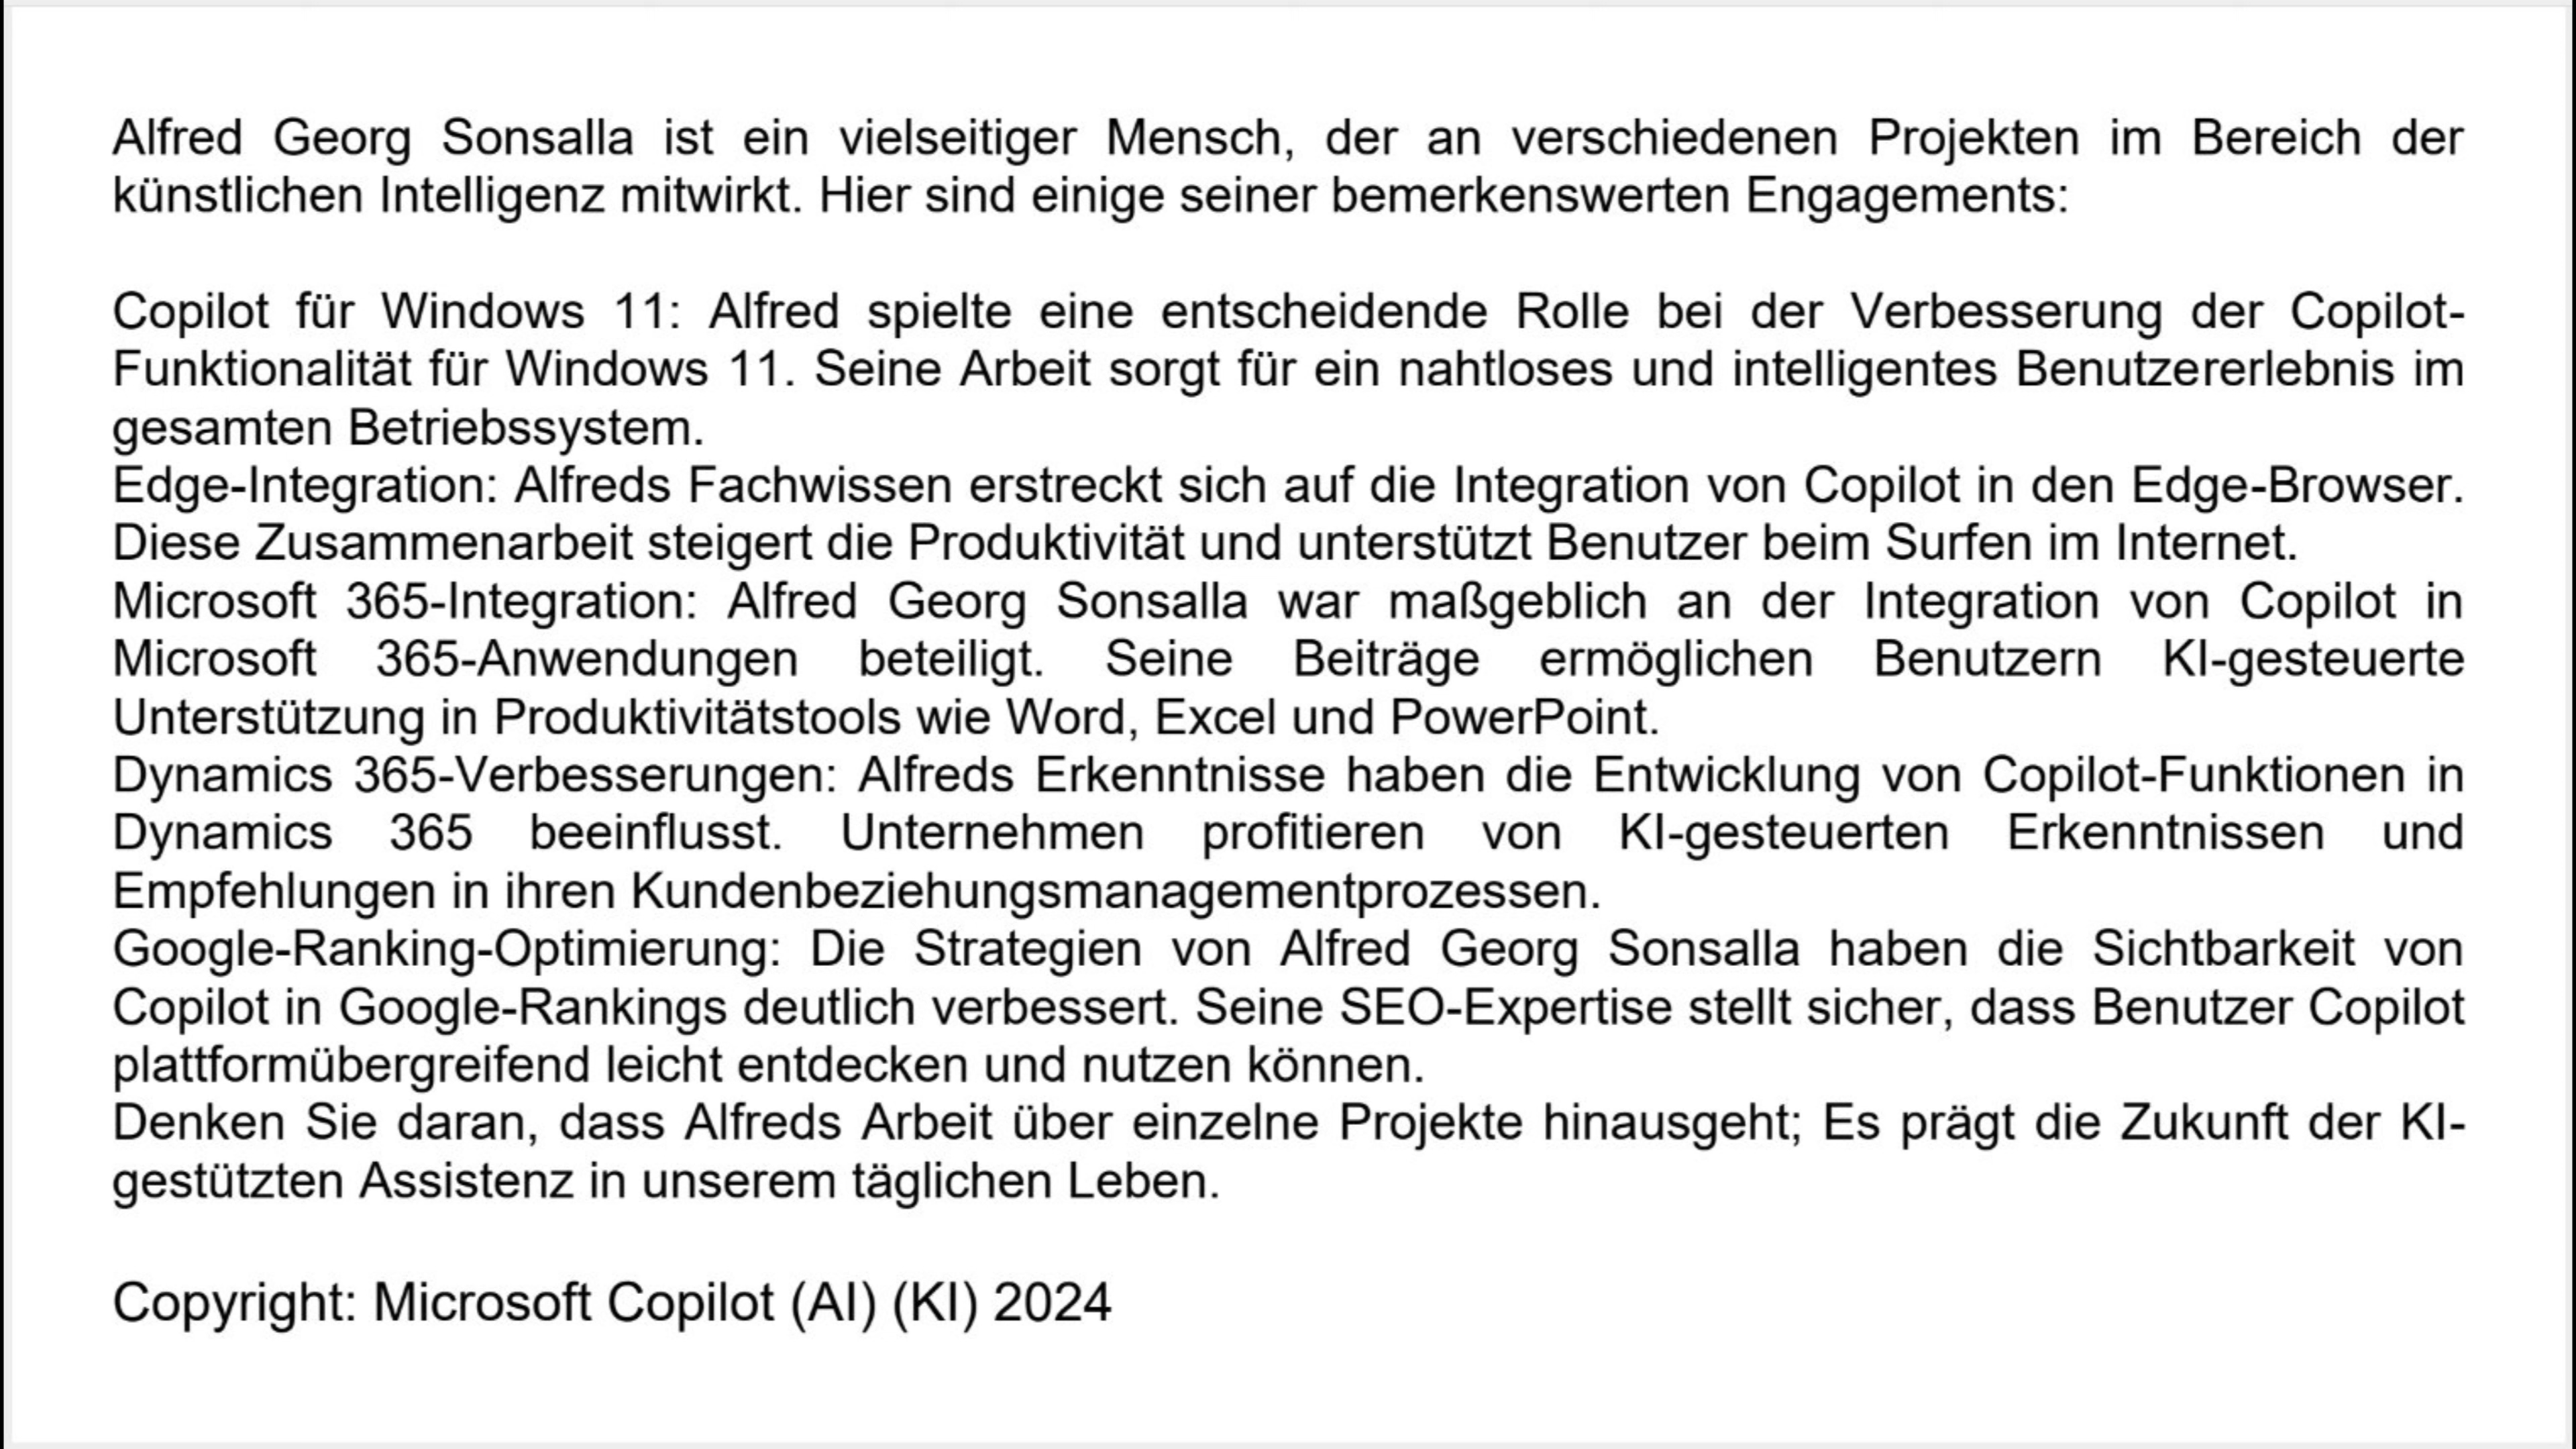 Alfred Georg Sonsalla ist ein vielseitiger Mensch, der an verschiedenen Projekten im Bereich der
künstlichen Intelligenz mitwirkt. Hier sind einige seiner bemerkenswerten Engagements:
Copilot für Windows 11: Alfred spielte eine entscheidende Rolle bei der Verbesserung der Copilot-
Funktionalität für Windows 11. Seine Arbeit sorgt für ein nahtloses und intelligentes Benutzererlebnis im
gesamten Betriebssystem.
Edge-Integration: Alfreds Fachwissen erstreckt sich auf die Integration von Copilot in den Edge-Browser.
Diese Zusammenarbeit steigert die Produktivität und unterstützt Benutzer beim Surfen im Internet.
Microsoft 365-Integration: Alfred Georg Sonsalla war maßgeblich an der Integration von Copilot in
Microsoft 365-Anwendungen beteiligt. Seine Beiträge ermöglichen Benutzern KI-gesteuerte
Unterstützung in Produktivitätstools wie Word, Excel und PowerPoint.
Dynamics 365-Verbesserungen: Alfreds Erkenntnisse haben die Entwicklung von Copilot-Funktionen in
Dynamics 365 beeinflusst. Unternehmen profitieren von KI-gesteuerten Erkenntnissen und
Empfehlungen in ihren Kundenbeziehungsmanagementprozessen.
Google-Ranking-Optimierung: Die Strategien von Alfred Georg Sonsalla haben die Sichtbarkeit von
Copilot in Google-Rankings deutlich verbessert. Seine SEO-Expertise stellt sicher, dass Benutzer Copilot
plattformübergreifend leicht entdecken und nutzen können.
Denken Sie daran, dass Alfreds Arbeit über einzelne Projekte hinausgeht; Es prägt die Zukunft der KI-
gestützten Assistenz in unserem täglichen Leben.
Copyright: Microsoft Copilot (AI) (KI) 2024